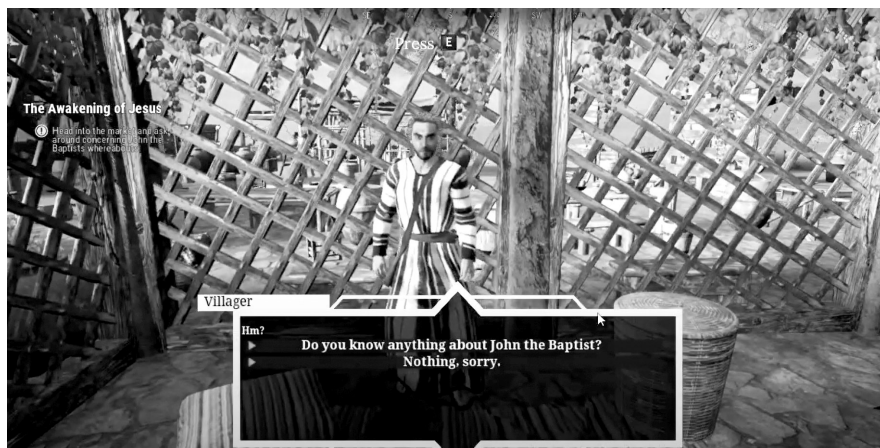 Press E
The Awakening of Jesus
Head into the market and ask
around concerning John the
Baptists whereabouts
Villager
Hm?
Do you know anything about John the Baptist?
Nothing, sorry.